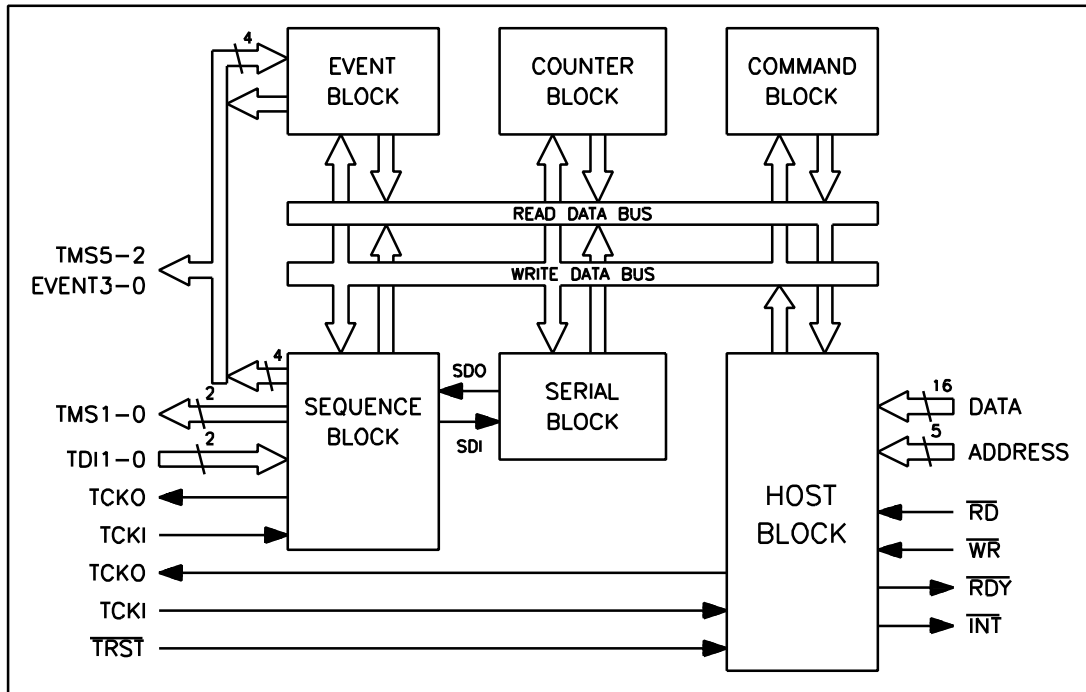 4
EVENT
BLOCK
COUNTER
BLOCK
COMMAND
BLOCK
READ DATA BUS
WRITE DATA BUS
TMS5-2
EVENT3-0
4
TMS1-0
2
TDI1-0
2
TCKO
TCKI
TCKO
TCKI
TRST
SEQUENCE
BLOCK
SDO
SDI
SERIAL
BLOCK
HOST
BLOCK
16
DATA
5
ADDRESS
RD
WR
RDY
INT